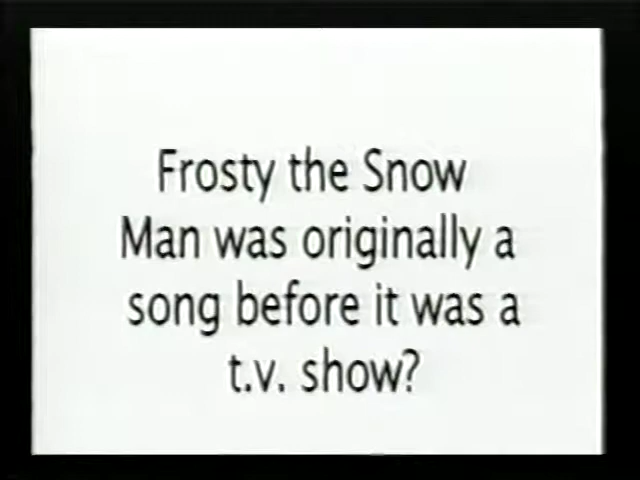 Frosty the Snow
Man was originally a
song before it was a
t.v. show?